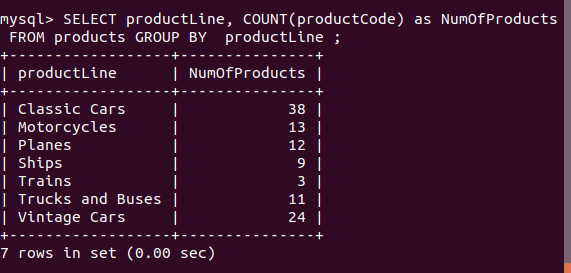 mysql> SELECT productLine, COUNT(productCode) as NumOfProducts
 FROM products GROUP BY  productLine ;
+------------------+---------------+
| productLine      | NumOfProducts |
+------------------+---------------+
| Classic Cars     |            38 |
| Motorcycles      |            13 |
| Planes           |            12 |
| Ships            |             9 |
| Trains           |             3 |
| Trucks and Buses |            11 |
| Vintage Cars     |            24 |
+------------------+---------------+
7 rows in set (0.00 sec)